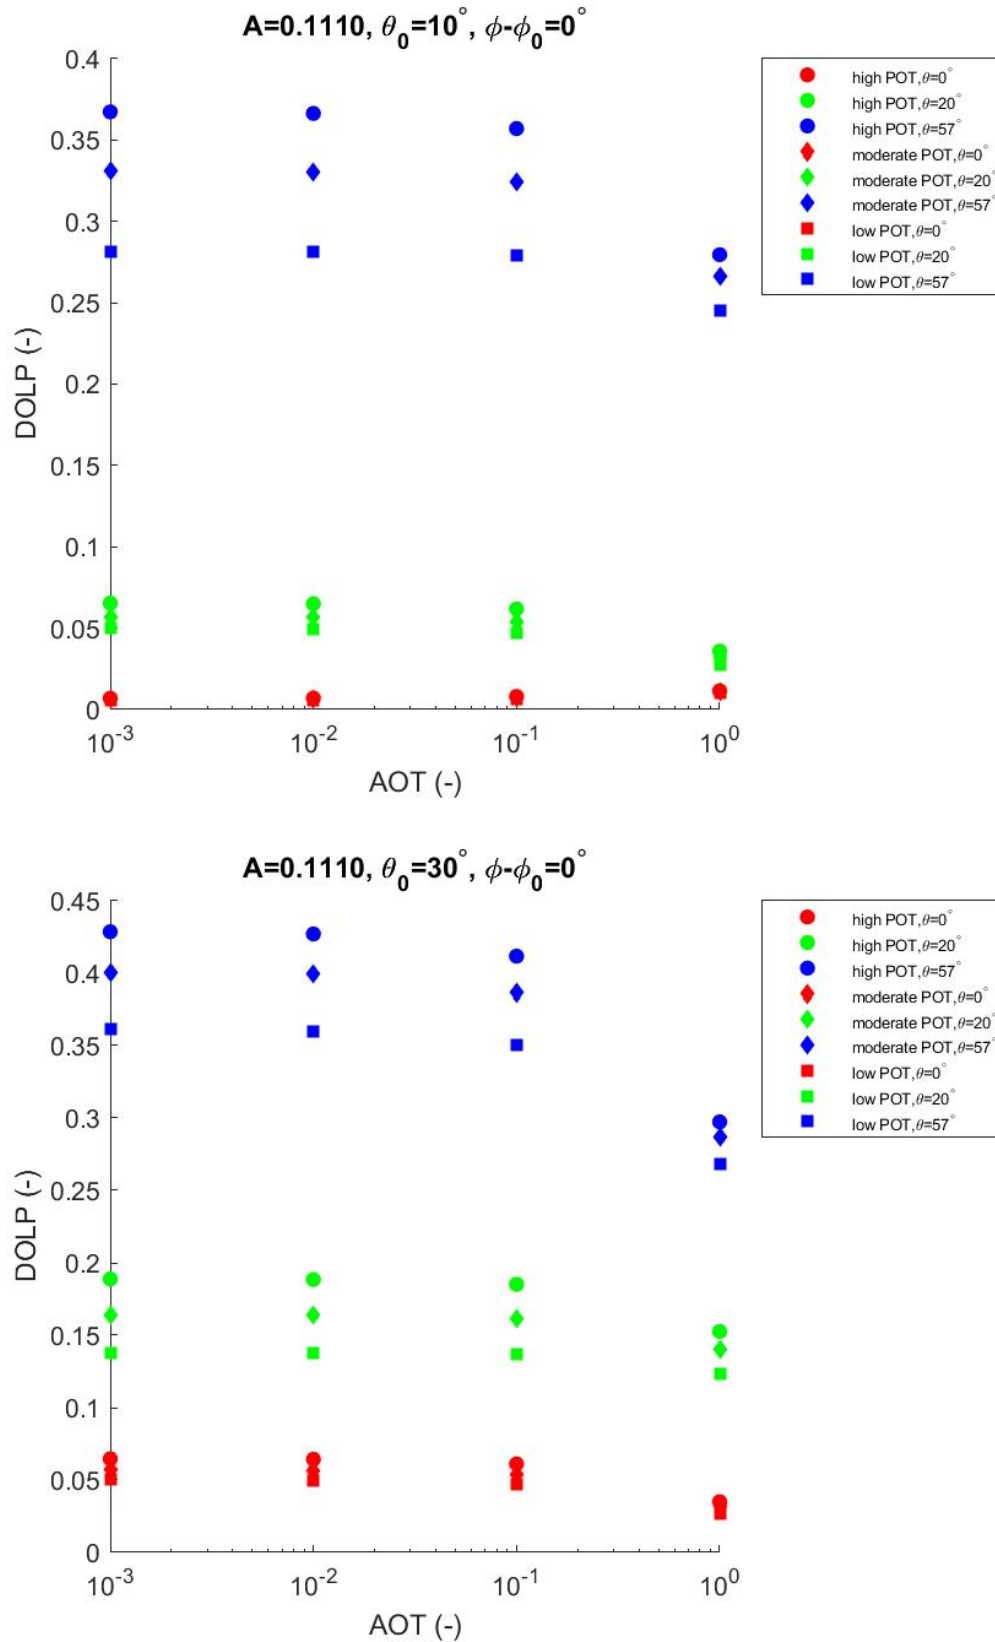 A=0.1110, θ0=10°, ϕ-ϕ0=0°
0.4
0.35
0.3
0.25
0.2
0.15
0.1
0.05
0
DOLP (-)
10-3
10-2
10-1
100
AOT (-)
high POT,θ=0°
high POT,θ=20°
high POT,θ=57°
moderate POT,θ=0°
moderate POT,θ=20°
moderate POT,θ=57°
low POT,θ=0°
low POT,θ=20°
low POT,θ=57°
A=0.1110, θ0=30°, ϕ-ϕ0=0°
0.45
0.4
0.35
0.3
0.25
0.2
0.15
0.1
0.05
0
DOLP (-)
10-3
10-2
10-1
100
AOT (-)
high POT,θ=0°
high POT,θ=20°
high POT,θ=57°
moderate POT,θ=0°
moderate POT,θ=20°
moderate POT,θ=57°
low POT,θ=0°
low POT,θ=20°
low POT,θ=57°